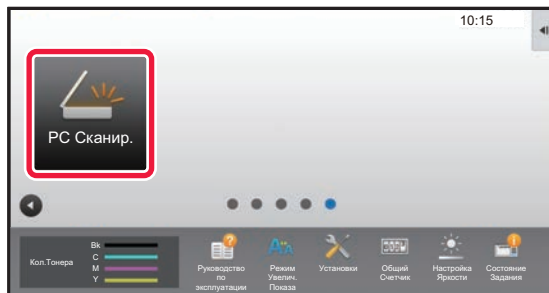 10:15
PC Сканир.
Кол.Тонера
Bk
C
M
Y
Руководство
по
эксплуатации
Режим
Увелич.
Показа
Установки
Общий
Счетчик
Настройка
Яркости
Состояние
Задания